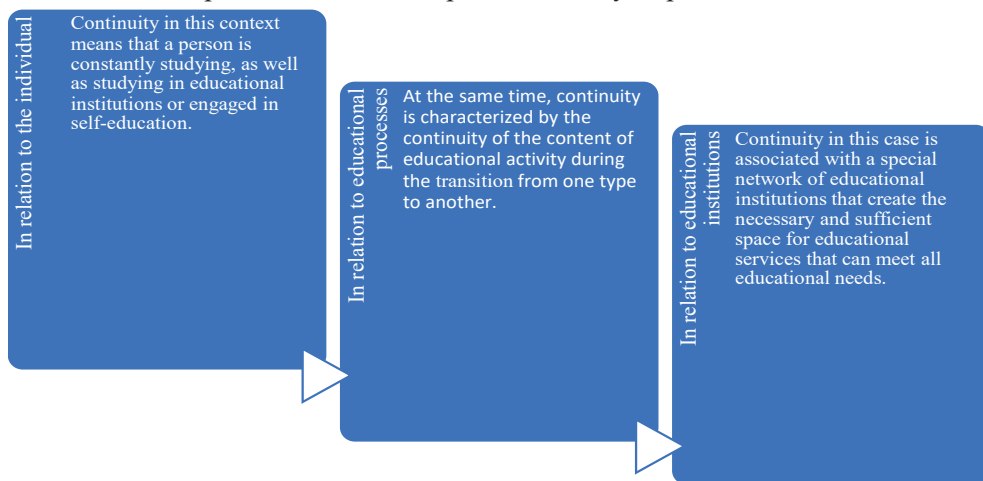 In relation to the individual
Continuity in this context
means that a person is
constantly studying, as well
as studying in educational
institutions or engaged in
self-education.
In relation to educational
processes
At the same time, continuity
is characterized by the
continuity of the content of
educational activity during
the transition from one type
to another.
In relation to educational
institutions
Continuity in this case is
associated with a special
network of educational
institutions that create the
necessary and sufficient
space for educational
services that can meet all
educational needs.